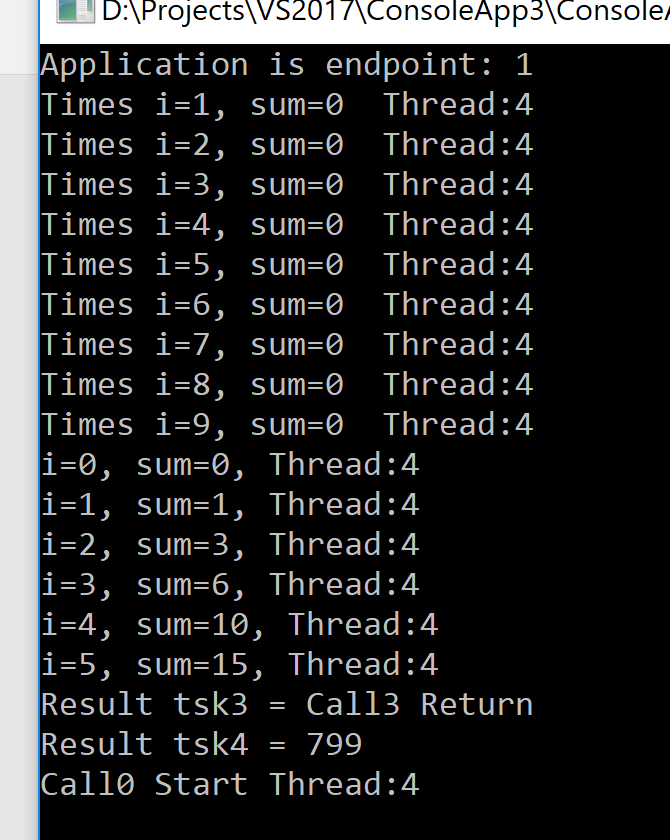 D:\Projects\VS2017\ConsoleApp3\Console
Application is endpoint: 1
Times i=1, sum=0  Thread:4
Times i=2, sum=0  Thread:4
Times i=3, sum=0  Thread:4
Times i=4, sum=0  Thread:4
Times i=5, sum=0  Thread:4
Times i=6, sum=0  Thread:4
Times i=7, sum=0  Thread:4
Times i=8, sum=0  Thread:4
Times i=9, sum=0  Thread:4
i=0, sum=0, Thread:4
i=1, sum=1, Thread:4
i=2, sum=3, Thread:4
i=3, sum=6, Thread:4
i=4, sum=10, Thread:4
i=5, sum=15, Thread:4
Result tsk3 = Call3 Return
Result tsk4 = 799
Call0 Start Thread:4